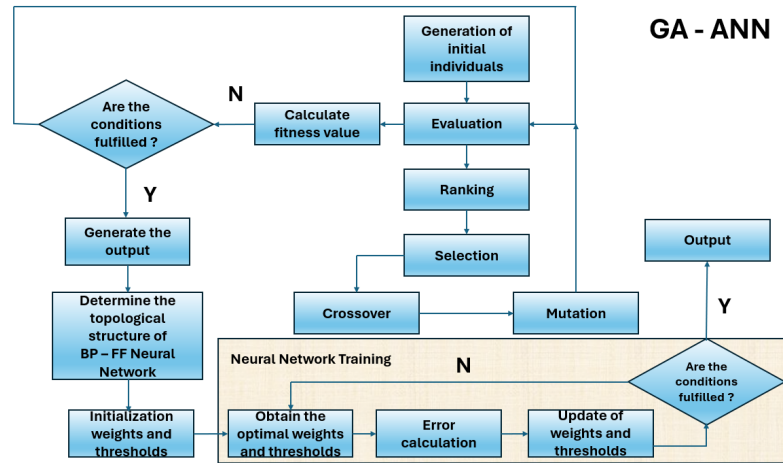 GA - ANN
Generation of
initial
individuals
N
Are the
conditions
fulfilled ?
Calculate
fitness value
Evaluation
Y
Ranking
Generate the
output
Selection
Output
Determine the
topological
structure of
BP – FF Neural
Network
Crossover
Mutation
Y
Neural Network Training
N
Are the
conditions
fulfilled ?
Initialization
weights and
thresholds
Obtain the
optimal weights
and thresholds
Error
calculation
Update of
weights and
thresholds